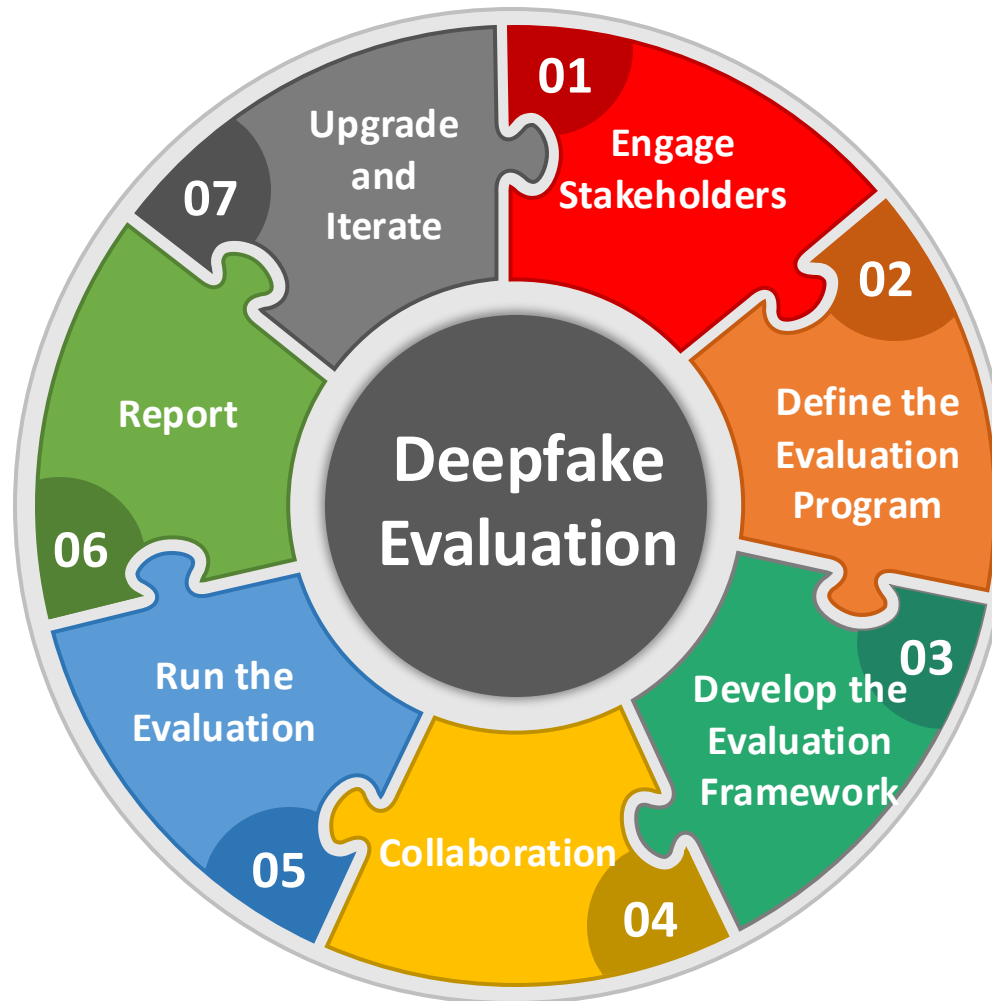 01
Engage
Stakeholders
02
Define the
Evaluation
Program
03
Develop the
Evaluation
Framework
04
Collaboration
05
Run the
Evaluation
06
Report
07
Upgrade
and
Iterate
Deepfake
Evaluation